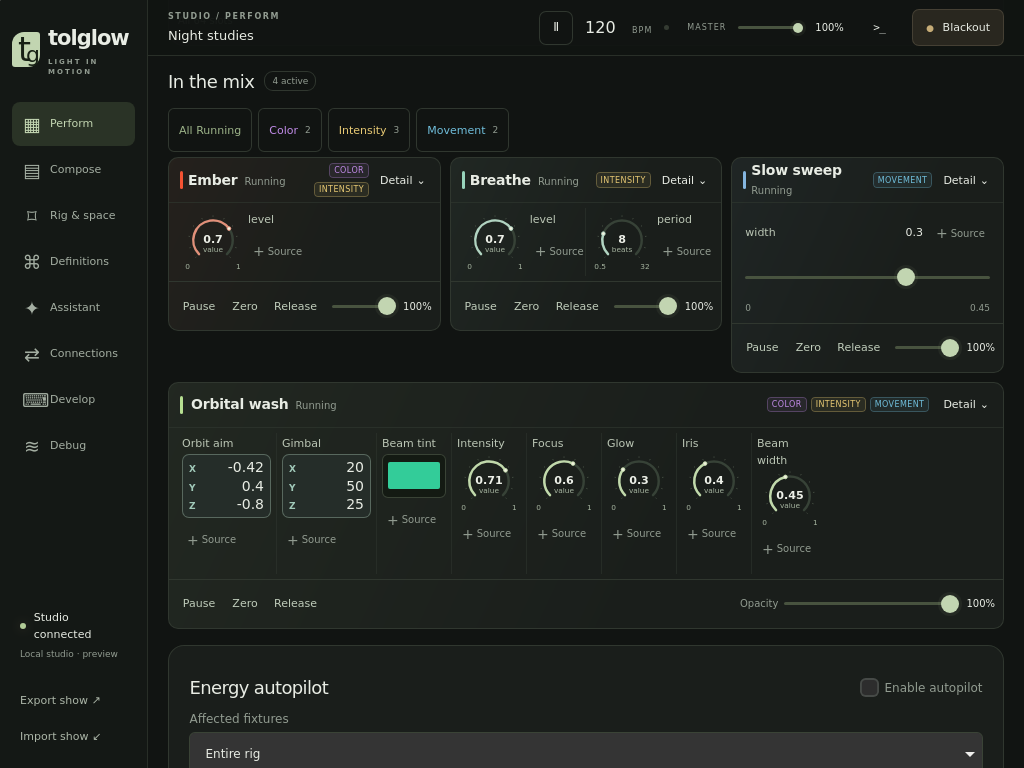 tg tolglow
LIGHT IN MOTION
STUDIO / PERFORM
Night studies
120 BPM
MASTER 100%
>_
Blackout
Perform
Compose
Rig & space
Definitions
Assistant
Connections
Develop
Debug
Studio connected
Local studio · preview
Export show ↗
Import show ↙
In the mix 4 active
All Running Color 2 Intensity 3 Movement 2
Ember Running COLOR INTENSITY Detail ⌄
level
0.7
value
0 1
+ Source
Pause Zero Release 100%
Breathe Running INTENSITY Detail ⌄
level
0.7
value
0 1
+ Source
period
8
beats
0.5 32
+ Source
Pause Zero Release 100%
Slow sweep
Running
MOVEMENT Detail ⌄
width 0.3 + Source
0 0.45
Pause Zero Release 100%
Orbital wash Running COLOR INTENSITY MOVEMENT Detail ⌄
Orbit aim
X -0.42
Y 0.4
Z -0.8
+ Source
Gimbal
X 20
Y 50
Z 25
+ Source
Beam tint
+ Source
Intensity
0.71
value
0 1
+ Source
Focus
0.6
value
0 1
+ Source
Glow
0.3
value
0 1
+ Source
Iris
0.4
value
0 1
+ Source
Beam
width
0.45
value
0 1
+ Source
Pause Zero Release Opacity 100%
Energy autopilot Enable autopilot
Affected fixtures
Entire rig